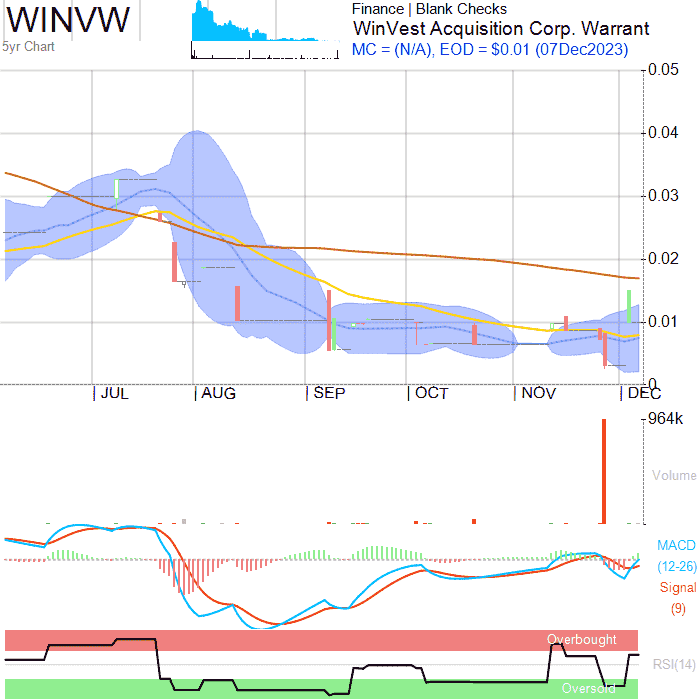 WINVW
5yr Chart
Finance | Blank Checks
WinVest Acquisition Corp. Warrant
MC = (N/A), EOD = $0.01 (07Dec2023)
0.05
0.04
0.03
0.02
0.01
0
JUL AUG SEP OCT NOV DEC
964k
Volume
MACD
(12-26)
Signal
(9)
Overbought
RSI(14)
Oversold